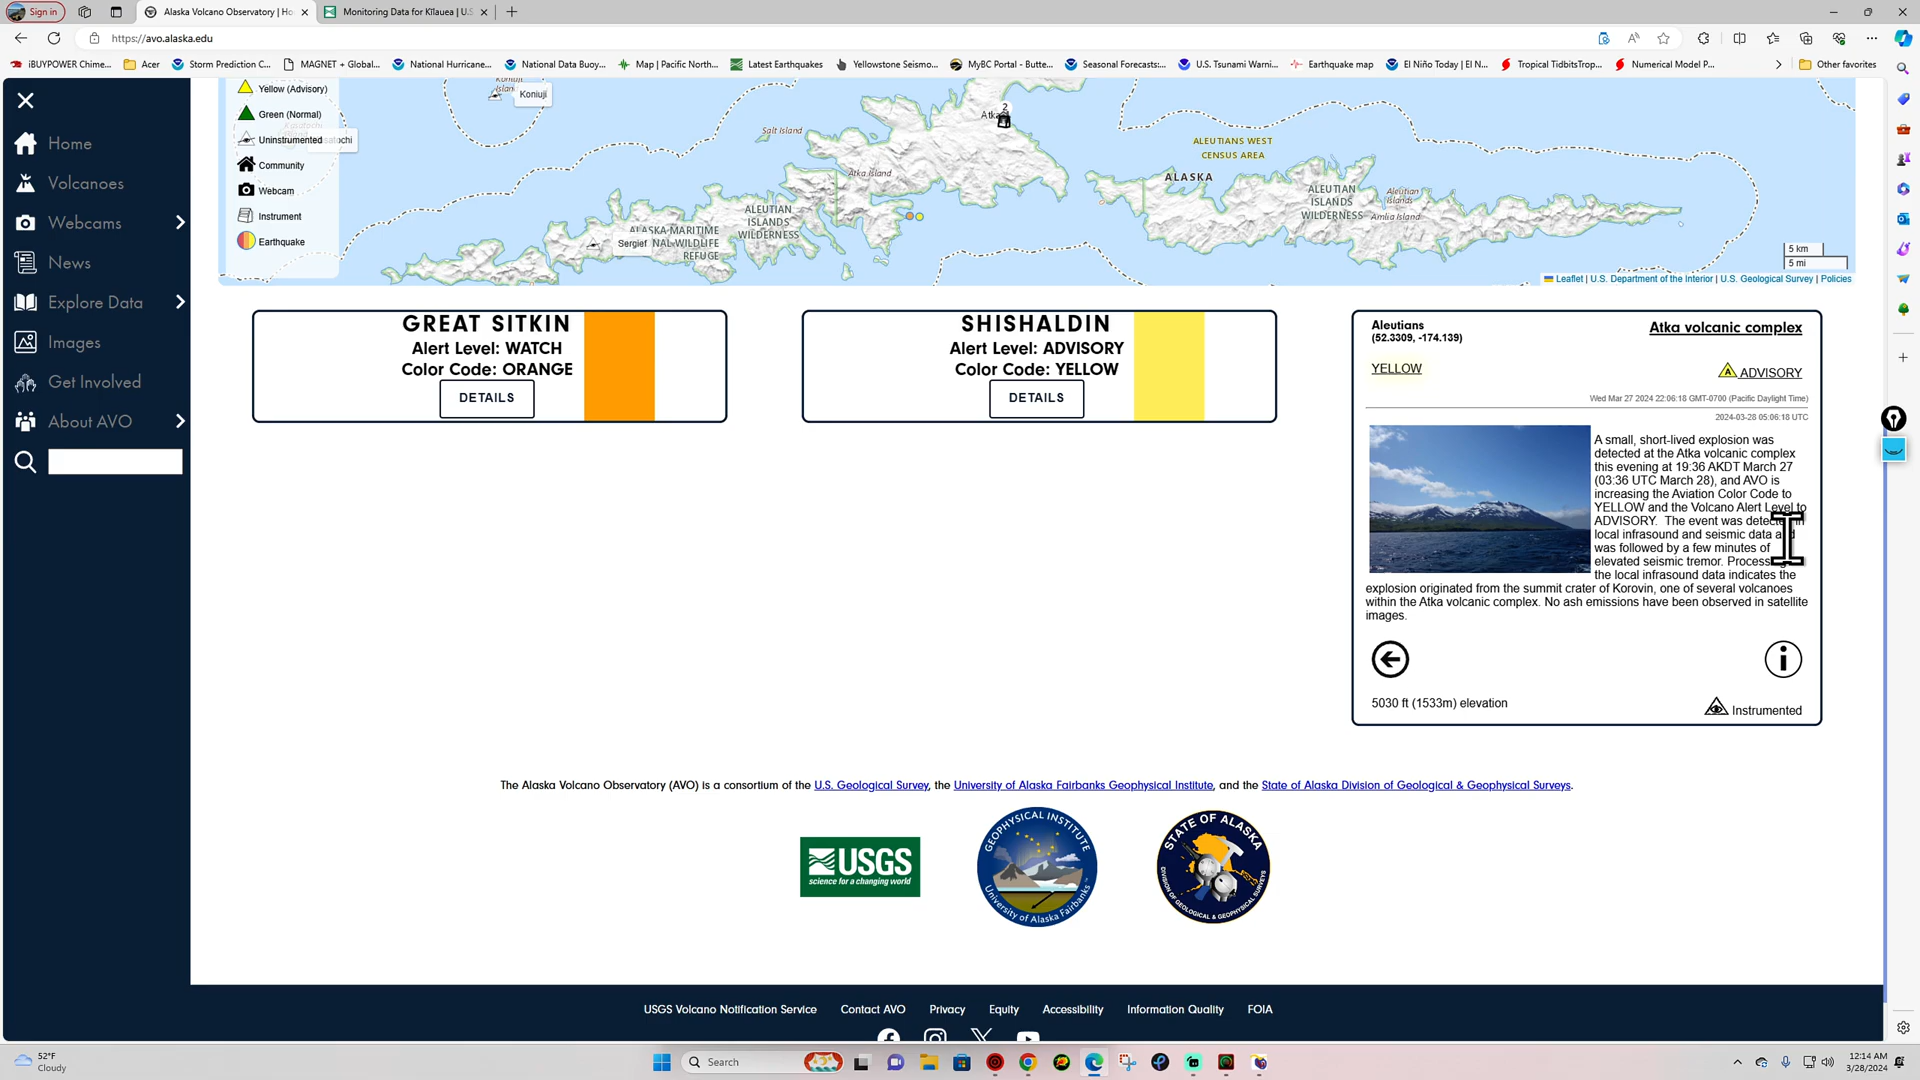 Sign in
Alaska Volcano Observatory | Ho
Monitoring Data for Kīlauea | U.S
https://avo.alaska.edu
iBUYPOWER Chime...
Acer
Storm Prediction C...
MAGNET + Global...
National Hurricane...
National Data Buoy...
Map | Pacific North...
Latest Earthquakes
Yellowstone Seismo...
MyBC Portal - Butte...
Seasonal Forecasts:...
U.S. Tsunami Warni...
Earthquake map
El Niño Today | El N...
Tropical TidbitsTrop...
Numerical Model P...
Other favorites
Home
Volcanoes
Webcams
News
Explore Data
Images
Get Involved
About AVO
Yellow (Advisory)
Green (Normal)
Uninstrumented
Community
Webcam
Instrument
Earthquake
Koniuji
Salt Island
2
Atka
Atka Island
ALASKA MARITIME
NAL WILDLIFE
REFUGE
Sergief
ALEUTIAN
ISLANDS
WILDERNESS
ALEUTIANS WEST
CENSUS AREA
ALASKA
ALEUTIAN
ISLANDS
WILDERNESS
Aleutian
Islands
Amlia Island
5 km
5 mi
Leaflet | U.S. Department of the Interior | U.S. Geological Survey | Policies
GREAT SITKIN
Alert Level: WATCH
Color Code: ORANGE
DETAILS
SHISHALDIN
Alert Level: ADVISORY
Color Code: YELLOW
DETAILS
Aleutians
(52.3309, -174.139)
Atka volcanic complex
YELLOW
ADVISORY
Wed Mar 27 2024 22:06:18 GMT-0700 (Pacific Daylight Time)
2024-03-28 05:06:18 UTC
A small, short-lived explosion was
detected at the Atka volcanic complex
this evening at 19:36 AKDT March 27
(03:36 UTC March 28), and AVO is
increasing the Aviation Color Code to
YELLOW and the Volcano Alert Level to
ADVISORY. The event was detected in
local infrasound and seismic data and
was followed by a few minutes of
elevated seismic tremor. Processing
the local infrasound data indicates the
explosion originated from the summit crater of Korovin, one of several volcanoes
within the Atka volcanic complex. No ash emissions have been observed in satellite
images.
5030 ft (1533m) elevation
Instrumented
The Alaska Volcano Observatory (AVO) is a consortium of the U.S. Geological Survey, the University of Alaska Fairbanks Geophysical Institute, and the State of Alaska Division of Geological & Geophysical Surveys.
USGS
science for a changing world
GEOPHYSICAL INSTITUTE
University of Alaska Fairbanks
STATE OF ALASKA
DIVISION OF GEOLOGICAL & GEOPHYSICAL SURVEYS
USGS Volcano Notification Service
Contact AVO
Privacy
Equity
Accessibility
Information Quality
FOIA
52°F
Cloudy
Search
12:14 AM
3/28/2024